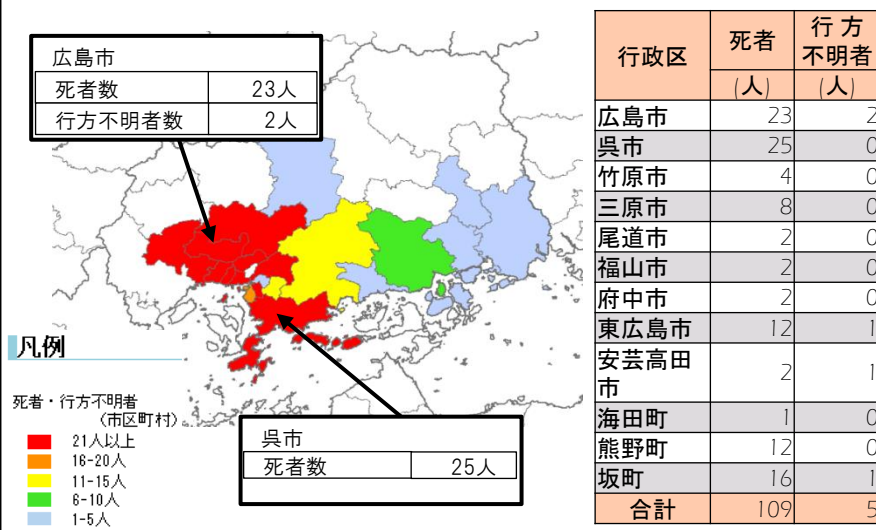 広島市
死者数 23人
行方不明者数 2人
凡例
死者・行方不明者
(市区町村)
21人以上
16-20人
11-15人
6-10人
1-5人
呉市
死者数 25人
行政区 死者 行方
不明者
(人) (人)
広島市 23 2
呉市 25 0
竹原市 4 0
三原市 8 0
尾道市 2 0
福山市 2 0
府中市 2 0
東広島市 12 1
安芸高田
市 2 1
海田町 1 0
熊野町 12 0
坂町 16 1
合計 109 5